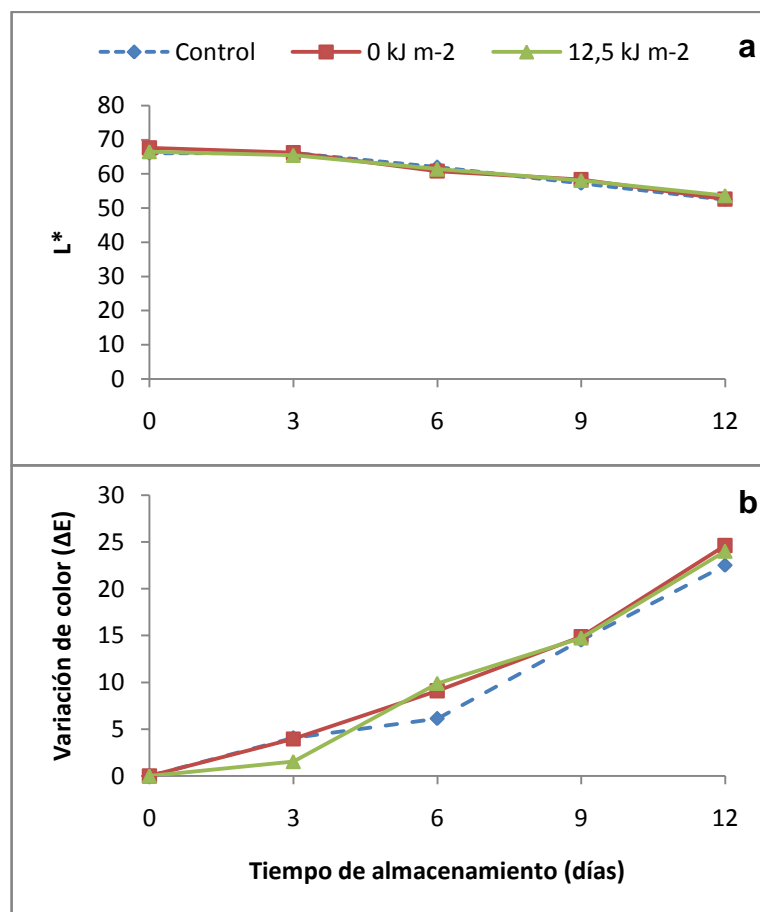 Control 0 kJ m-2 12,5 kJ m-2 a
80
70
60
50
40
30
20
10
0
L*
0 3 6 9 12
b
30
25
20
15
10
5
0
Variación de color (ΔE)
0 3 6 9 12
Tiempo de almacenamiento (días)